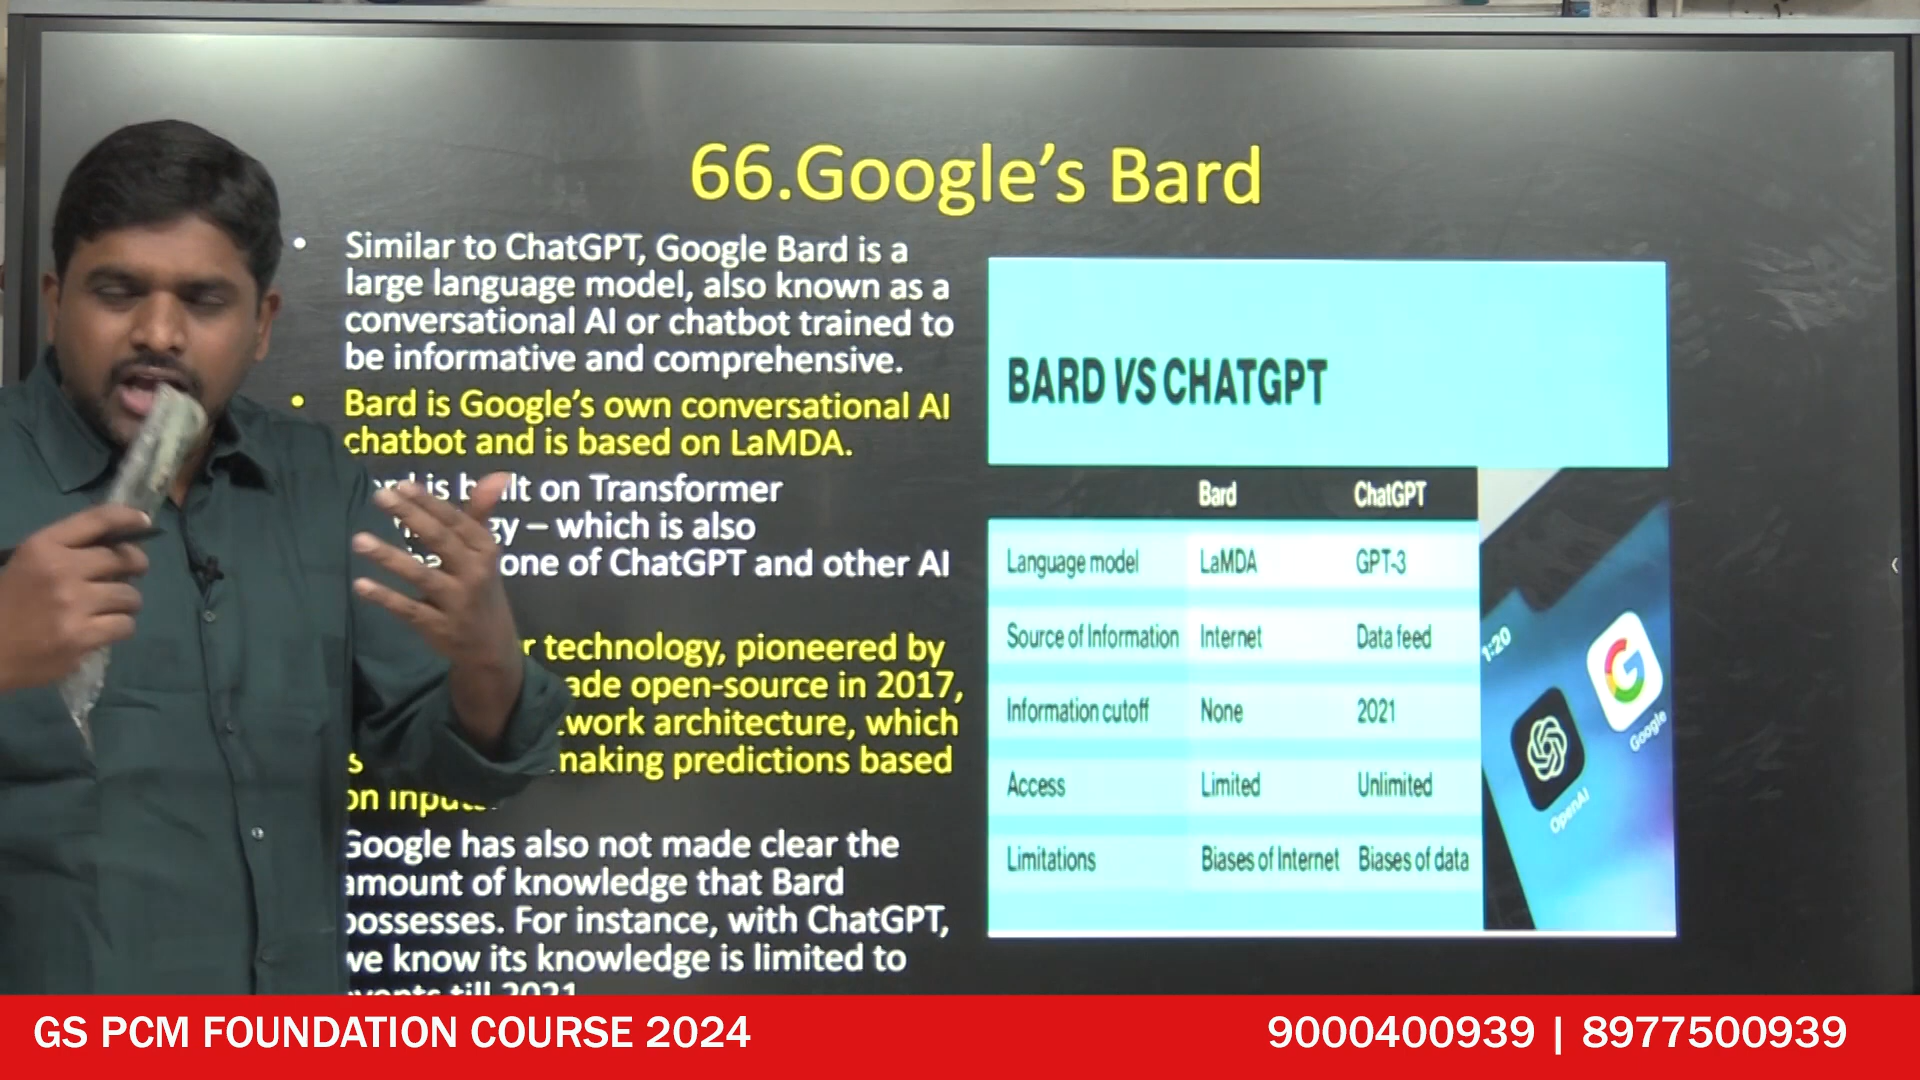 66.Google's Bard
• Similar to ChatGPT, Google Bard is a
large language model, also known as a
conversational AI or chatbot trained to
be informative and comprehensive.
• Bard is Google's own conversational AI
chatbot and is based on LaMDA.
is built on Transformer
– which is also
one of ChatGPT and other AI
technology, pioneered by
open-source in 2017,
architecture, which
making predictions based
on inputs.
Google has also not made clear the
amount of knowledge that Bard
possesses. For instance, with ChatGPT,
we know its knowledge is limited to
events till 2021
BARD VS CHATGPT
Bard ChatGPT
Language model LaMDA GPT-3
Source of Information Internet Data feed
Information cutoff None 2021
Access Limited Unlimited
Limitations Biases of Internet Biases of data
1:20
OpenAI
Google
GS PCM FOUNDATION COURSE 2024
9000400939 | 8977500939